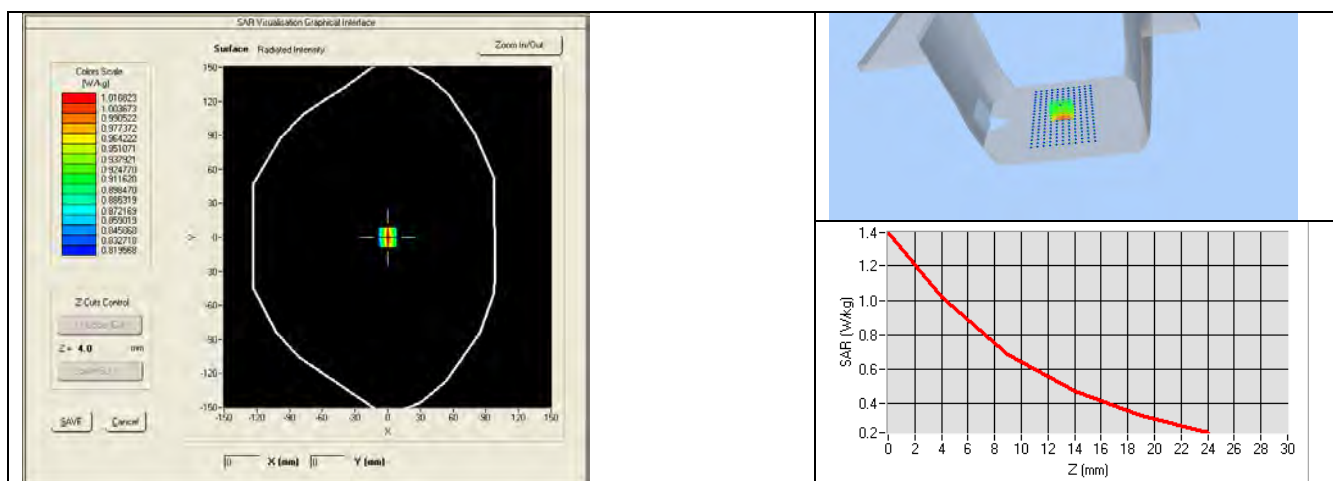 SAR Visualisation Graphical Interface
Surface Radiated Intensity
Zoom In/Out
Colors Scale
(W/kg)
1.016823
1.003673
0.990522
0.977372
0.964222
0.951071
0.937921
0.924770
0.911620
0.898470
0.885319
0.872169
0.859019
0.845868
0.832718
0.819568
150
120
90
60
30
0
-30
-60
-90
-120
-150
Y
-150 -120 -90 -60 -30 0 30 60 90 120 150
X
Z Cuts Control
Z = 4.0 mm
SAVE Cancel
0 X (mm) 0 Y (mm)
1.4
1.2
1.0
0.8
0.6
0.4
0.2
SAR (W/kg)
0 2 4 6 8 10 12 14 16 18 20 22 24 26 28 30
Z (mm)